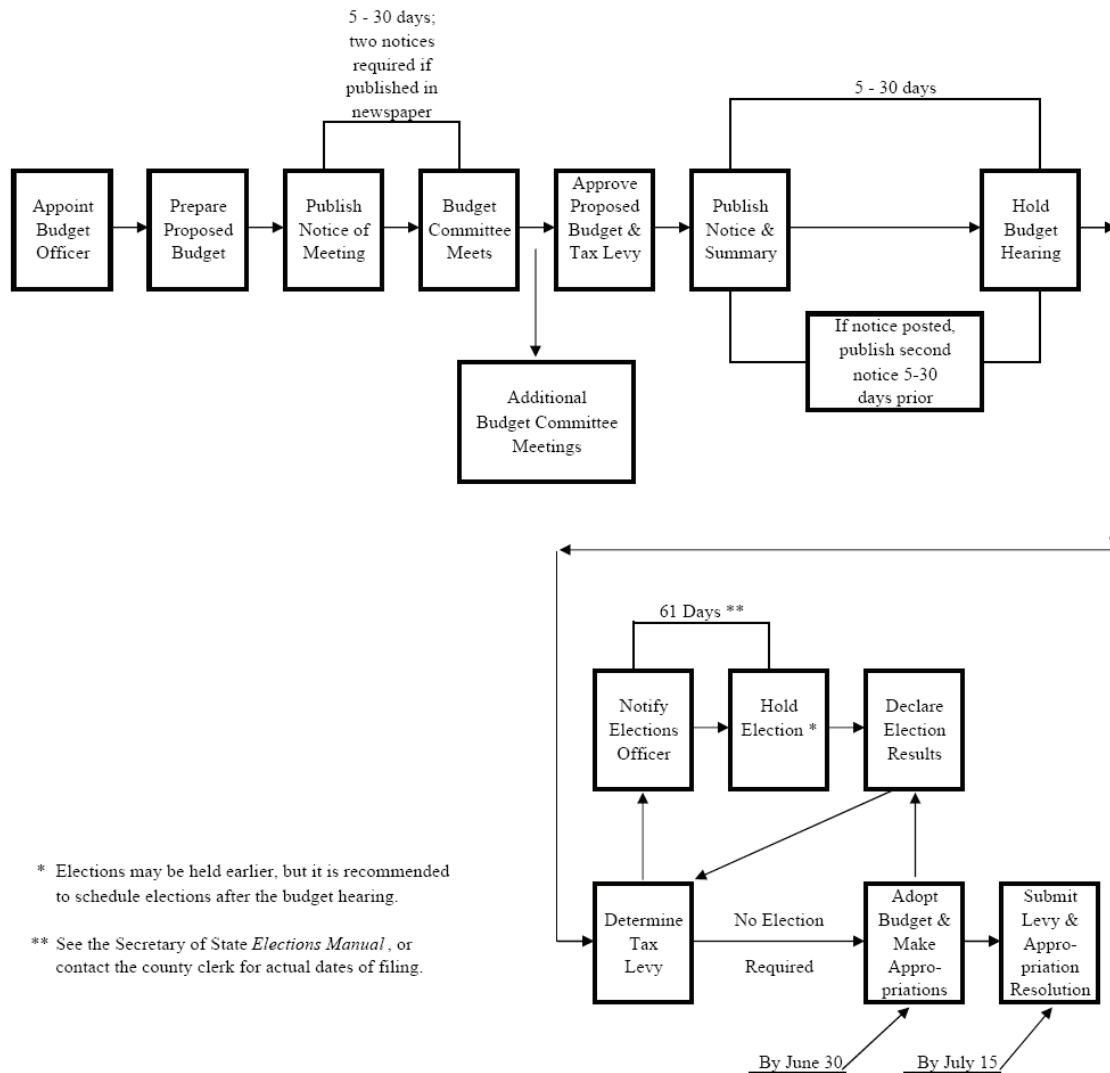 5 - 30 days;
two notices
required if
published in
newspaper
5 - 30 days
Appoint
Budget
Officer
Prepare
Proposed
Budget
Publish
Notice of
Meeting
Budget
Committee
Meets
Approve
Proposed
Budget &
Tax Levy
Publish
Notice &
Summary
Hold
Budget
Hearing
If notice posted,
publish second
notice 5-30
days prior
Additional
Budget Committee
Meetings
61 Days **
Notify
Elections
Officer
Hold
Election *
Declare
Election
Results
* Elections may be held earlier, but it is recommended
to schedule elections after the budget hearing.
** See the Secretary of State Elections Manual , or
contact the county clerk for actual dates of filing.
Determine
Tax
Levy
No Election
Required
Adopt
Budget &
Make
Appro-
priations
Submit
Levy &
Appro-
priation
Resolution
By June 30
By July 15